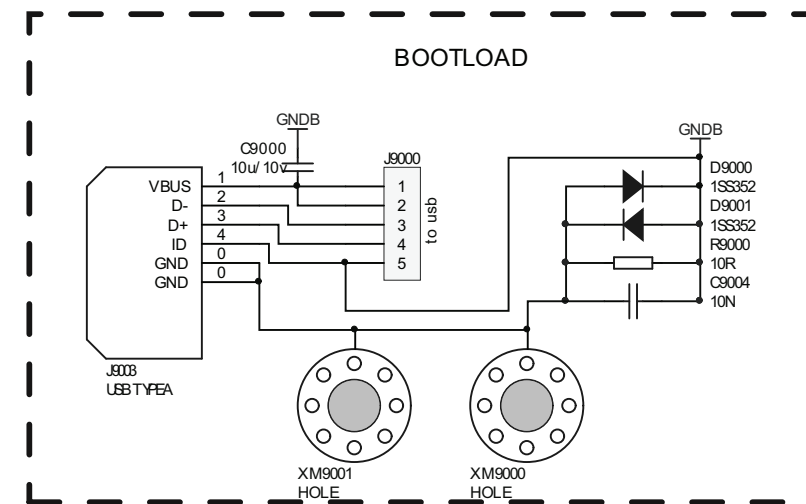 BOOTLOAD
GNDB
C9000
10u/10v
J9000
GNDB
D9000
1SS352
D9001
1SS352
R9000
10R
C9004
10N
VBUS 1
D- 2
D+ 3
ID 4
GND 0
GND 0
1
2
3
4
5
to usb
J9003
USB TYPEA
XM9001
HOLE
XM9000
HOLE